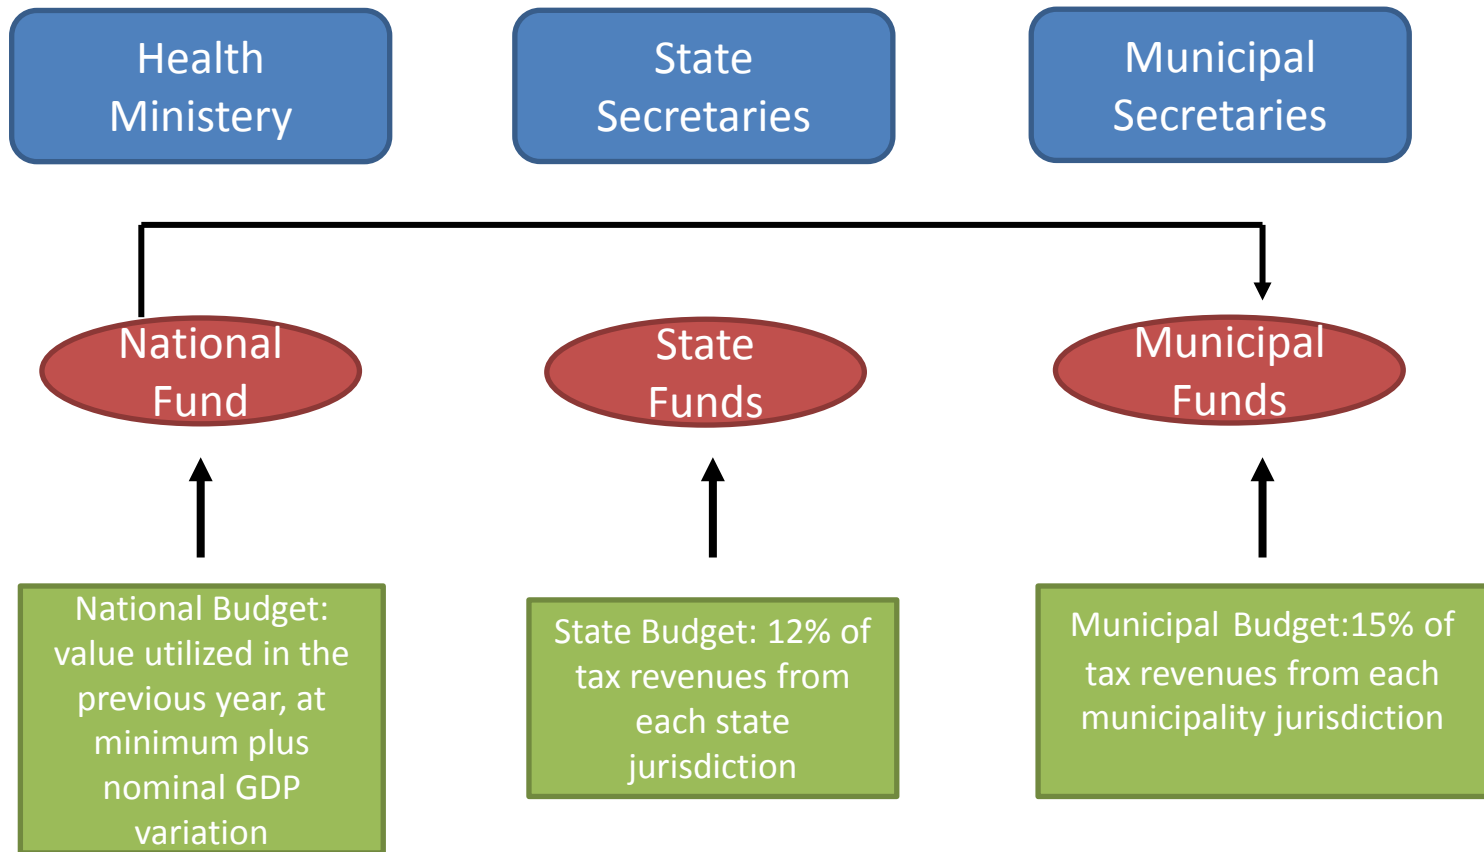 Health
Ministery
State
Secretaries
Municipal
Secretaries
National
Fund
State
Funds
Municipal
Funds
National Budget:
value utilized in the
previous year, at
minimum plus
nominal GDP
variation
State Budget: 12% of
tax revenues from
each state
jurisdiction
Municipal Budget:15% of
tax revenues from each
municipality jurisdiction